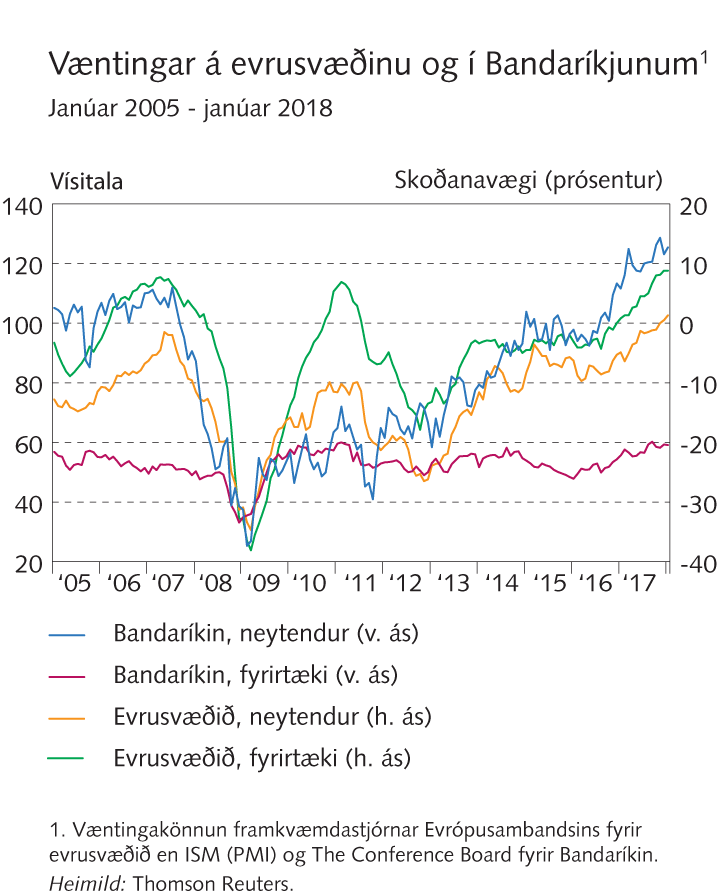 Væntingar á evrusvæðinu og í Bandaríkjunum¹
Janúar 2005 - janúar 2018
Vísitala
Skoðanavægi (prósentur)
140 20
120 10
100 0
80 -10
60 -20
40 -30
20 -40
‘05 ‘06 ‘07 ‘08 ‘09 ‘10 ‘11 ‘12 ‘13 ‘14 ‘15 ‘16 ‘17
Bandaríkin, neytendur (v. ás)
Bandaríkin, fyrirtæki (v. ás)
Evrusvæðið, neytendur (h. ás)
Evrusvæðið, fyrirtæki (h. ás)
1. Væntingakönnun framkvæmdastjórnar Evrópusambandsins fyrir
evrusvæðið en ISM (PMI) og The Conference Board fyrir Bandaríkin.
Heimild: Thomson Reuters.